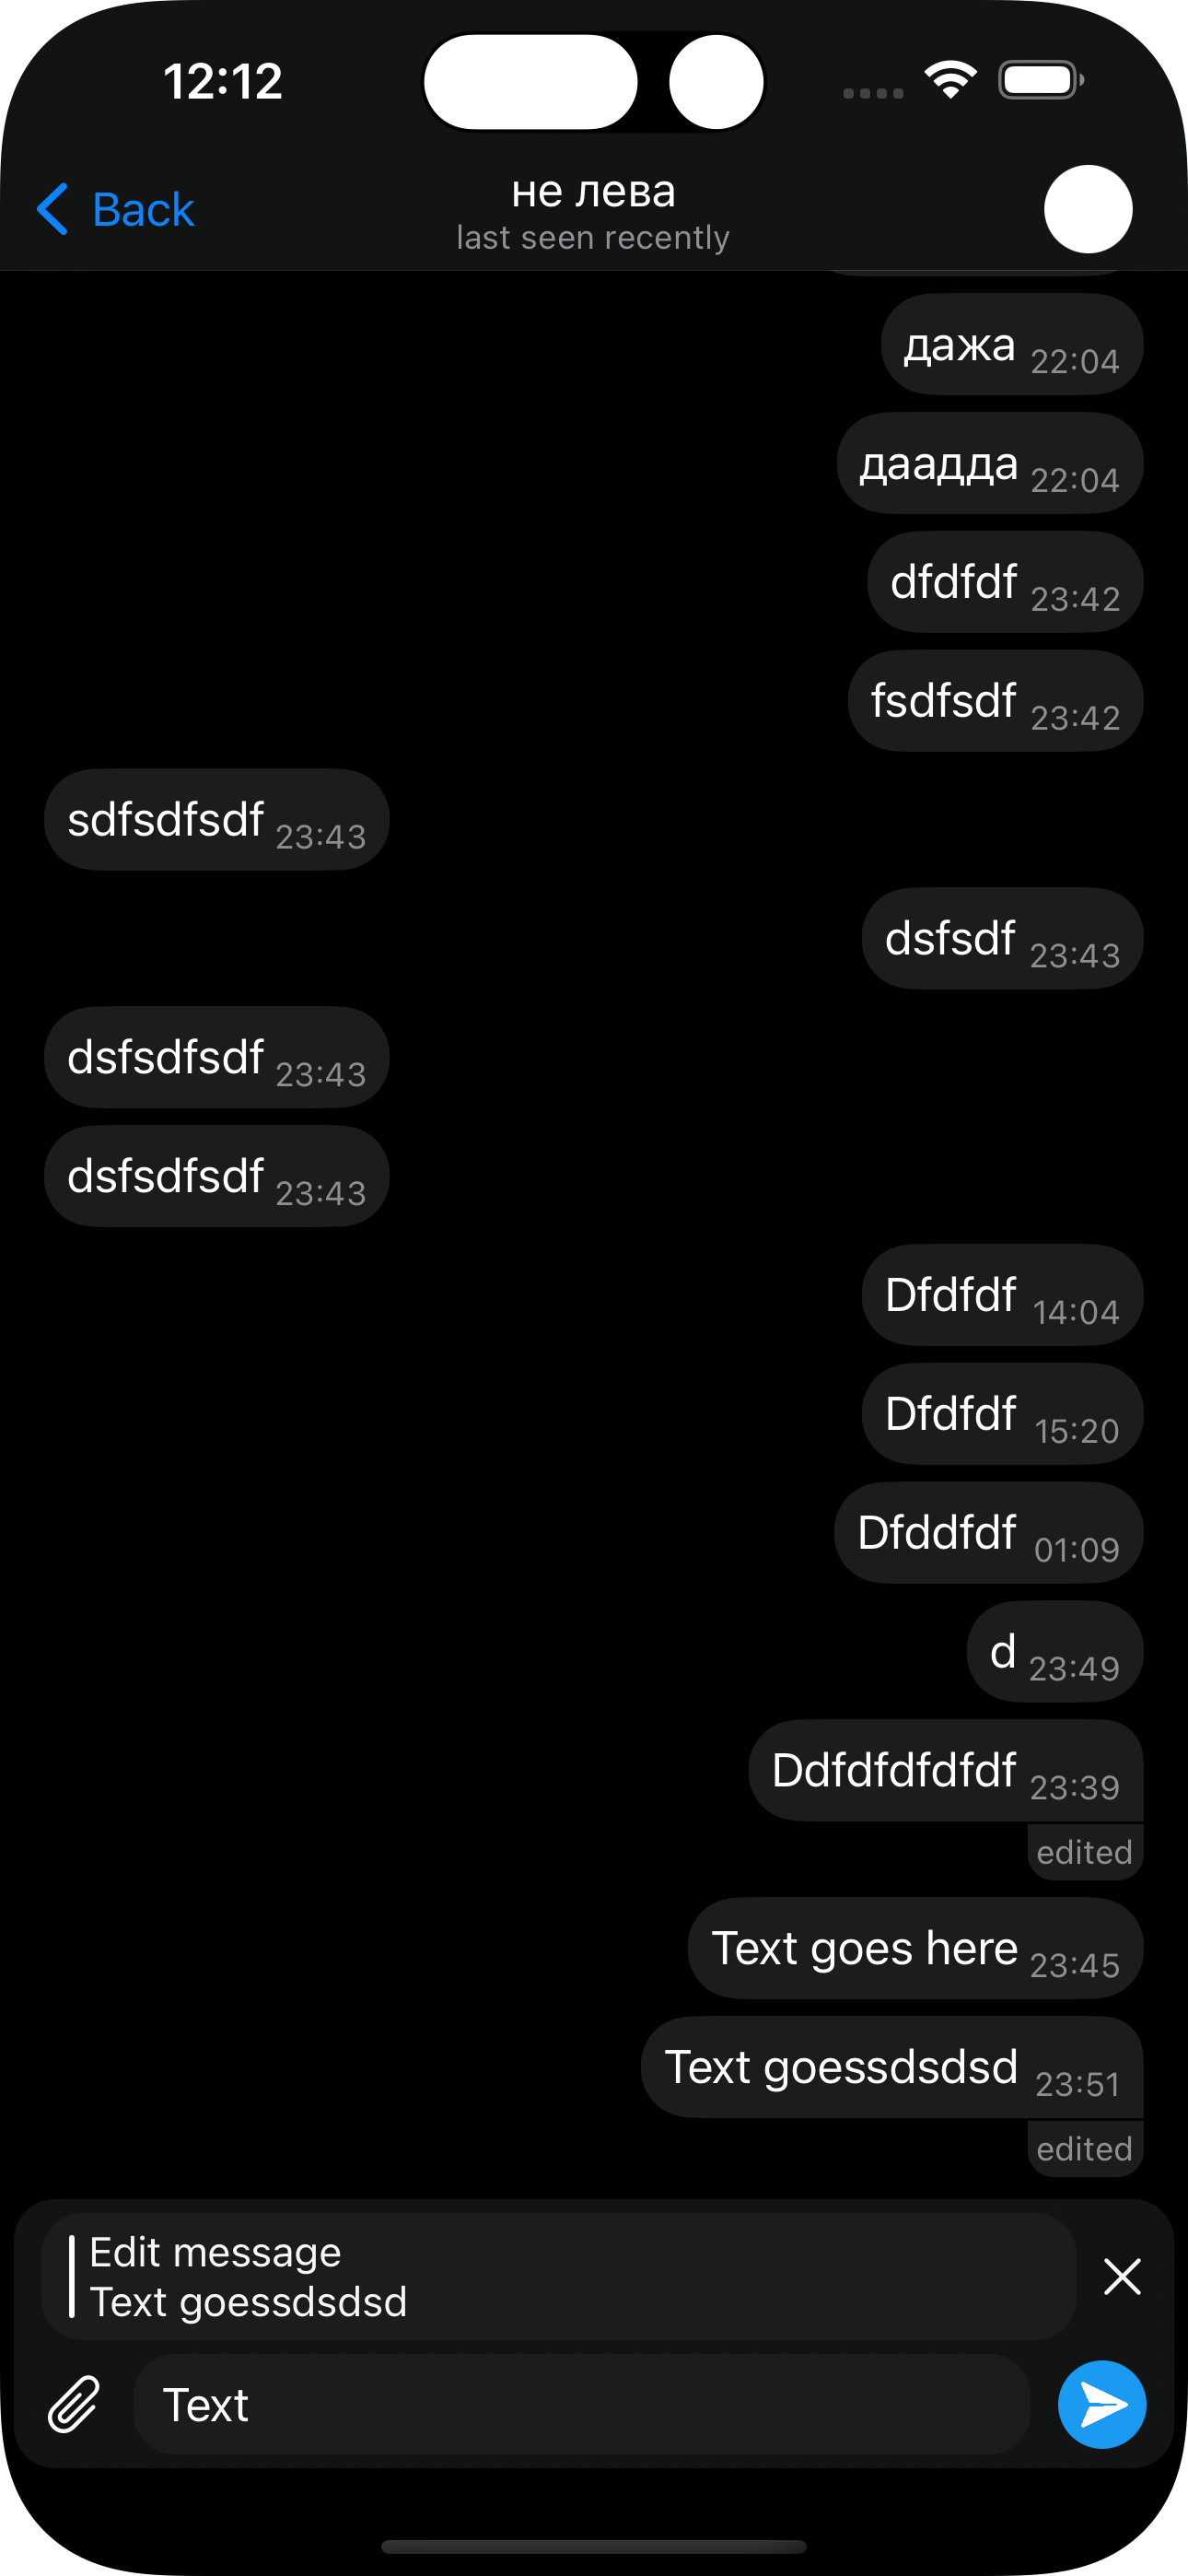 12:12
Back
не лева
last seen recently
дажа 22:04
даадда 22:04
dfdfdf 23:42
fsdfsdf 23:42
sdfsdfsdf 23:43
dsfsdf 23:43
dsfsdfsdf 23:43
dsfsdfsdf 23:43
Dfdfdf 14:04
Dfdfdf 15:20
Dfddfdf 01:09
d 23:49
Ddfdfdfdfdf 23:39
edited
Text goes here 23:45
Text goessdsdsd 23:51
edited
Edit message
Text goessdsdsd
Text